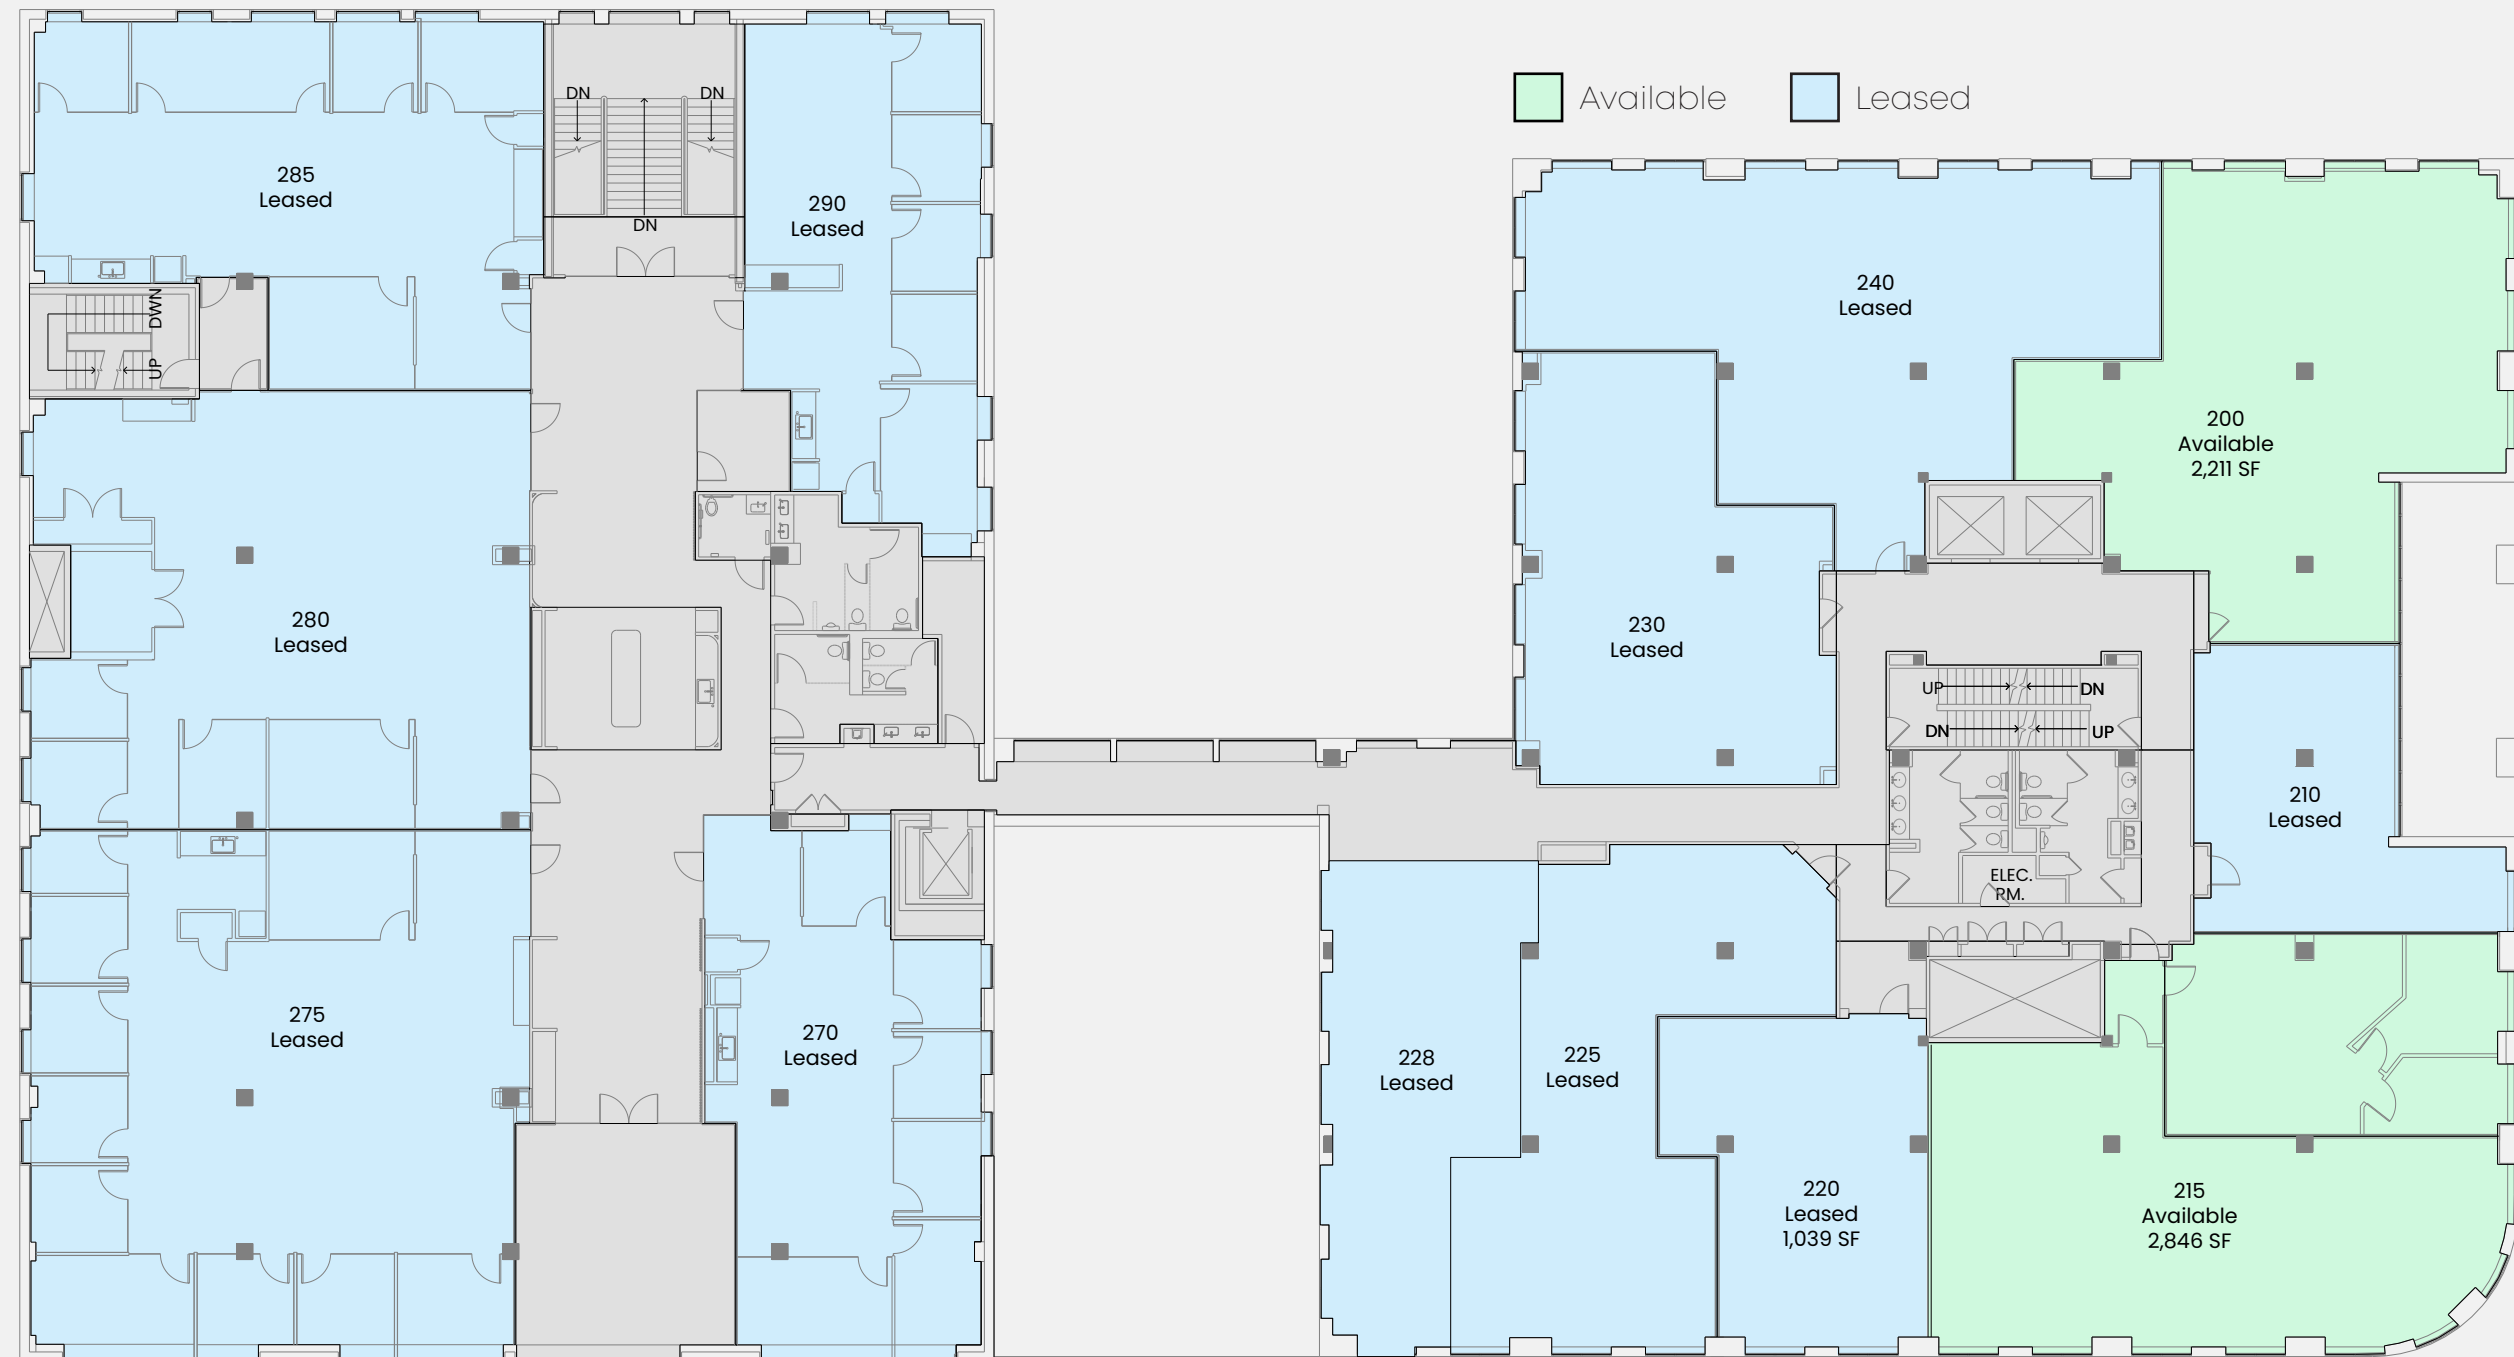 Available
Leased
DN
DN
DN
285
Leased
290
Leased
DWN
UP
240
Leased
200
Available
2,211 SF
280
Leased
230
Leased
UP
DN
DN
UP
210
Leased
ELEC.
RM.
275
Leased
270
Leased
228
Leased
225
Leased
220
Leased
1,039 SF
215
Available
2,846 SF